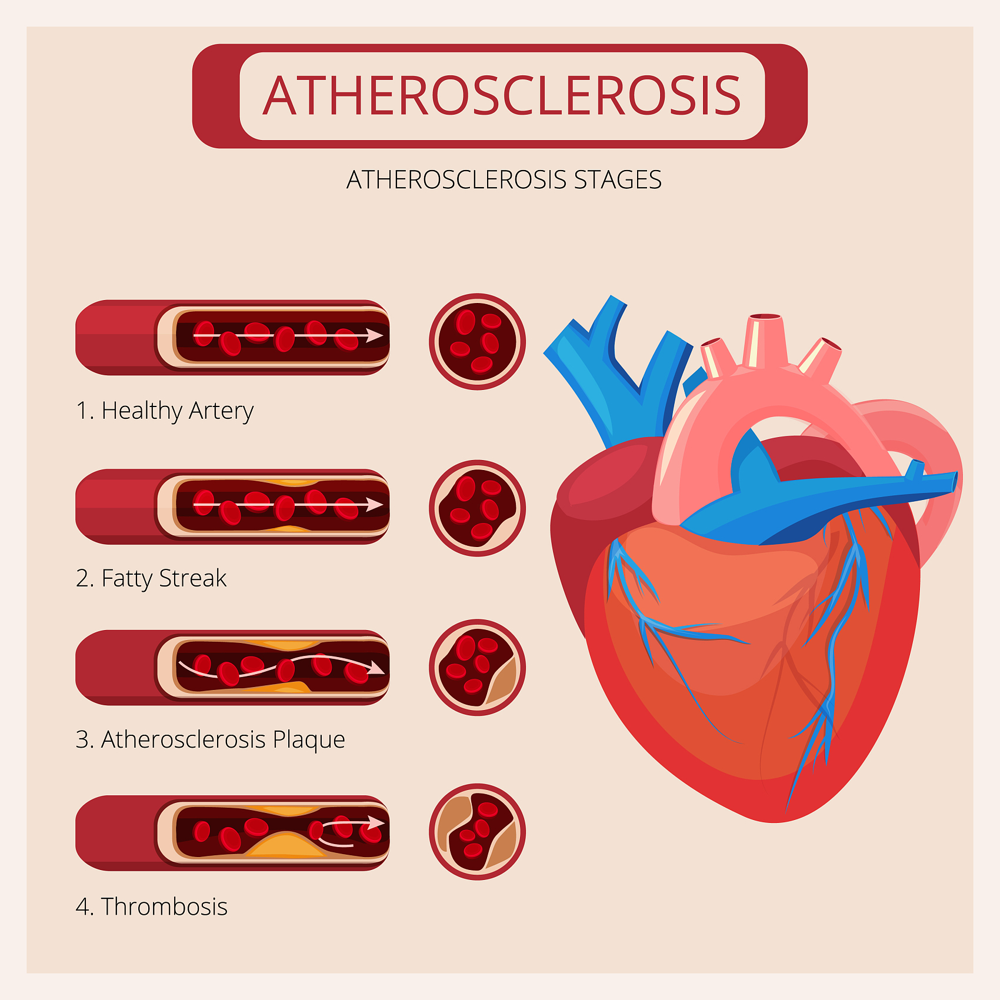 ATHEROSCLEROSIS
ATHEROSCLEROSIS STAGES
1. Healthy Artery
2. Fatty Streak
3. Atherosclerosis Plaque
4. Thrombosis